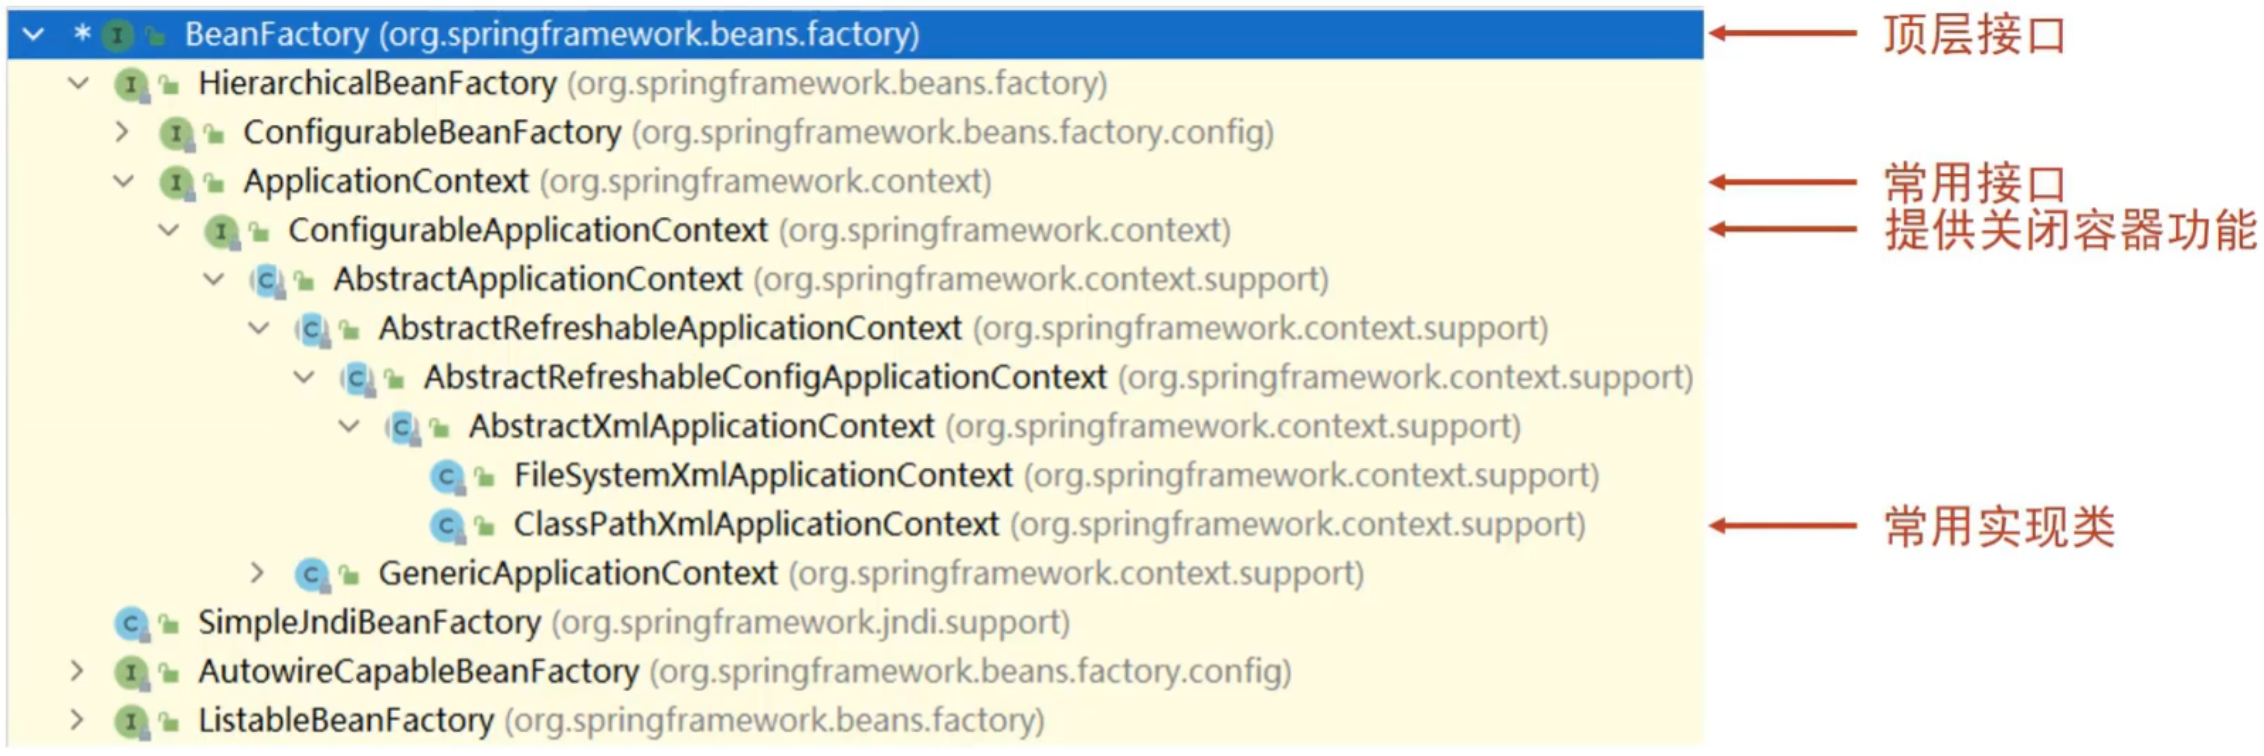 * BeanFactory (org.springframework.beans.factory) 顶层接口
HierarchicalBeanFactory (org.springframework.beans.factory)
ConfigurableBeanFactory (org.springframework.beans.factory.config)
ApplicationContext (org.springframework.context) 常用接口
ConfigurableApplicationContext (org.springframework.context) 提供关闭容器功能
AbstractApplicationContext (org.springframework.context.support)
AbstractRefreshableApplicationContext (org.springframework.context.support)
AbstractRefreshableConfigApplicationContext (org.springframework.context.support)
AbstractXmlApplicationContext (org.springframework.context.support)
FileSystemXmlApplicationContext (org.springframework.context.support)
ClassPathXmlApplicationContext (org.springframework.context.support) 常用实现类
GenericApplicationContext (org.springframework.context.support)
SimpleJndiBeanFactory (org.springframework.jndi.support)
AutowireCapableBeanFactory (org.springframework.beans.factory.config)
ListableBeanFactory (org.springframework.beans.factory)